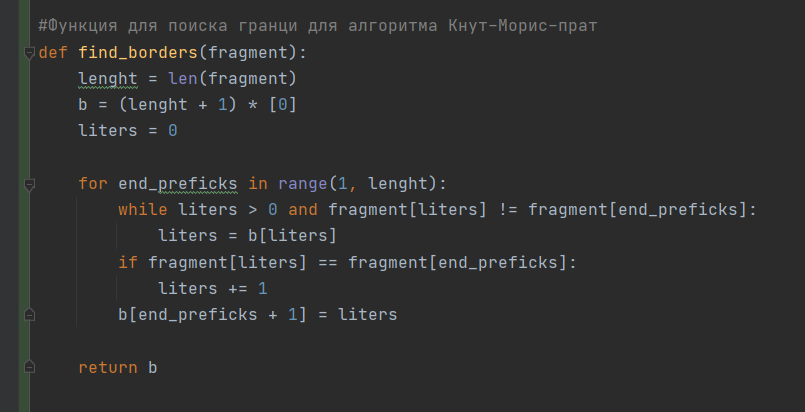 #Функция для поиска гранци для алгоритма Кнут-Морис-прат
def find_borders(fragment):
    lenght = len(fragment)
    b = (lenght + 1) * [0]
    liters = 0

    for end_preficks in range(1, lenght):
        while liters > 0 and fragment[liters] != fragment[end_preficks]:
            liters = b[liters]
        if fragment[liters] == fragment[end_preficks]:
            liters += 1
        b[end_preficks + 1] = liters

    return b